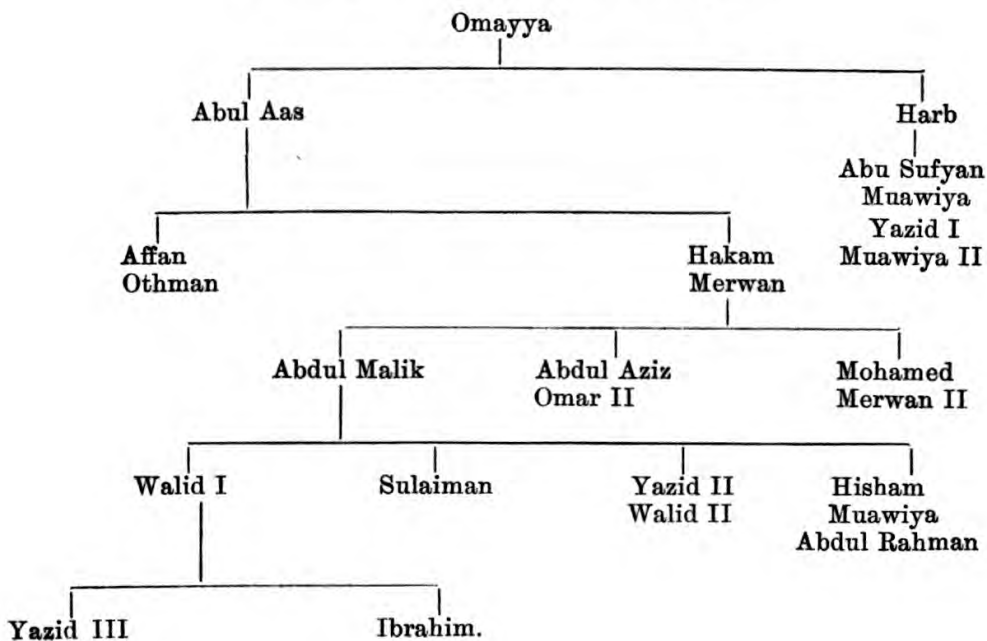 Omayya
Abul Aas
Harb
Abu Sufyan
Muawiya
Yazid I
Muawiya II
Affan
Othman
Hakam
Merwan
Abdul Malik
Abdul Aziz
Omar II
Mohamed
Merwan II
Walid I
Sulaiman
Yazid II
Walid II
Hisham
Muawiya
Abdul Rahman
Yazid III
Ibrahim.